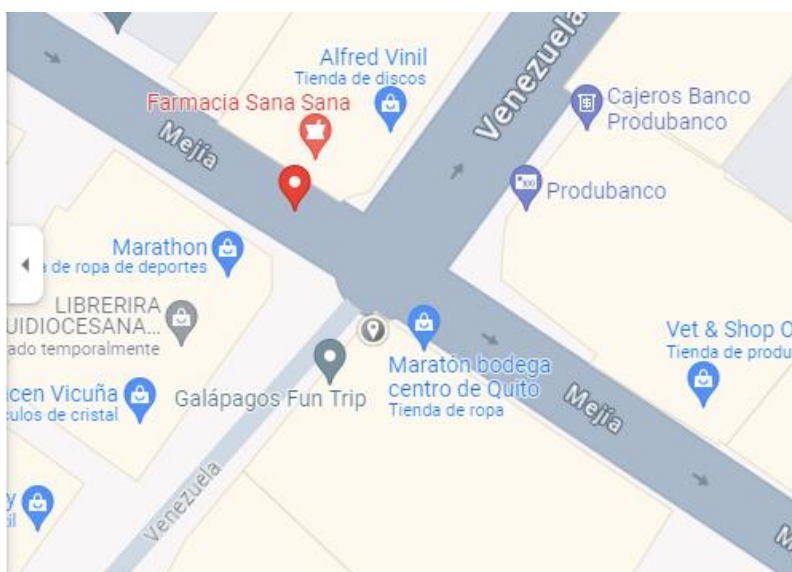 Alfred Vinil
Tienda de discos
Venezuela
Farmacia Sana Sana
Cajeros Banco
Produbanco
Mejía
Produbanco
Marathon
de ropa de deportes
LIBRERIRA
UIDIOCESANA...
ado temporalmente
Vet & Shop
Tienda de produ
Maratón bodega
centro de Quito
Tienda de ropa
Galápagos Fun Trip
cen Vicuña
culos de cristal
Mejía
Venezuela